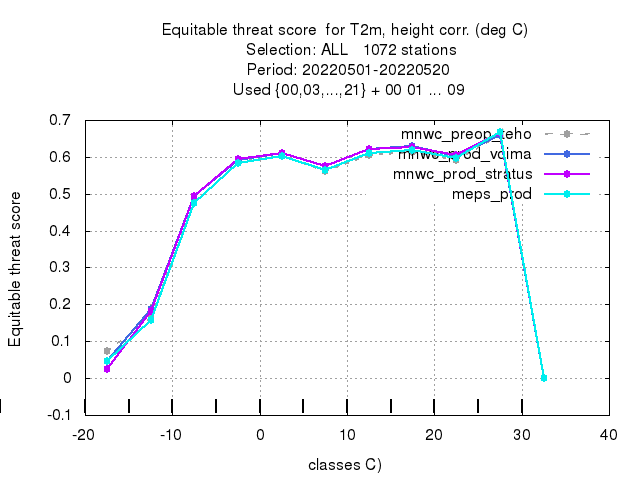 Equitable threat score for T2m, height corr. (deg C)
Selection: ALL 1072 stations
Period: 20220501-20220520
Used {00,03,...,21} + 00 01 ... 09
0.7
0.6
0.5
0.4
0.3
0.2
0.1
0
-0.1
Equitable threat score
mnwc_preop_teho
mnwc_prod_voima
mnwc_prod_stratus
meps_prod
-20 -10 0 10 20 30 40
classes C)